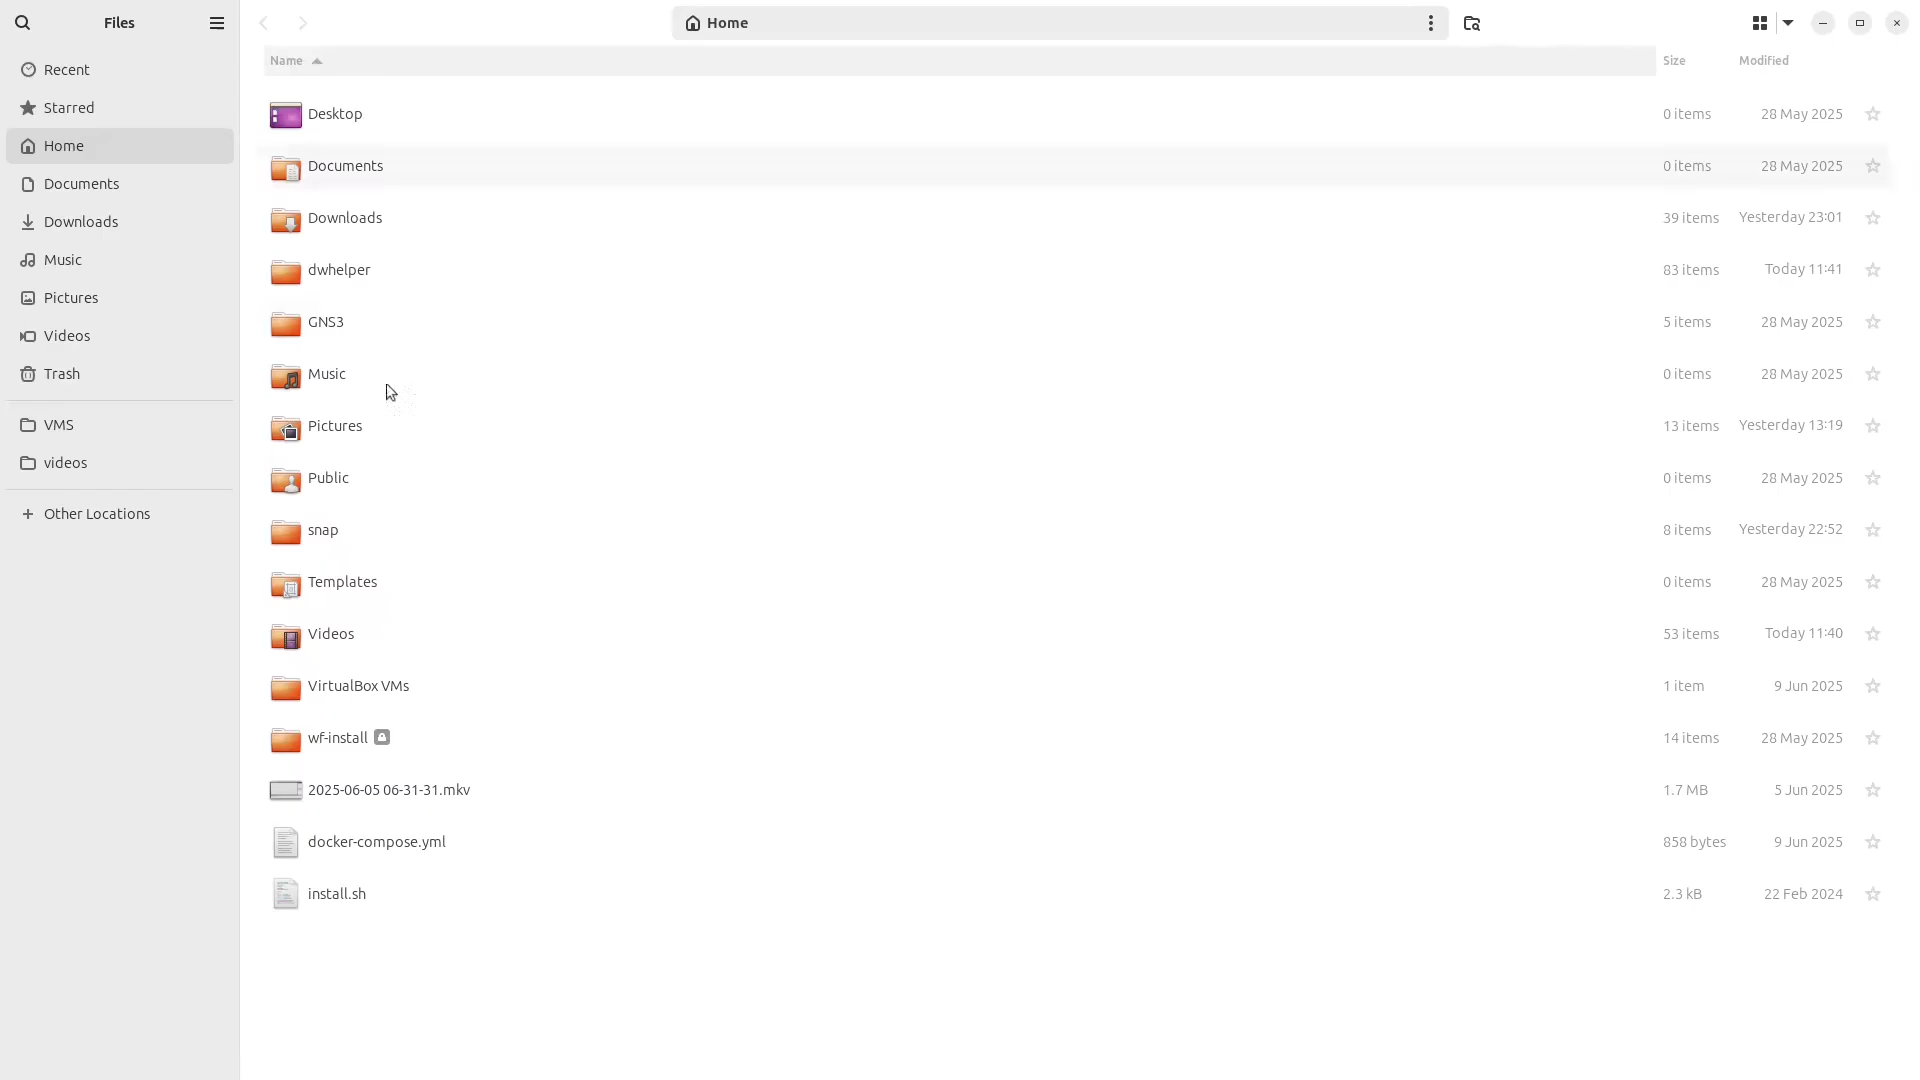 Files
Home
Recent
Starred
Home
Documents
Downloads
Music
Pictures
Videos
Trash
VMS
videos
Other Locations
Name Size Modified
Desktop 0 items 28 May 2025
Documents 0 items 28 May 2025
Downloads 39 items Yesterday 23:01
dwhelper 83 items Today 11:41
GNS3 5 items 28 May 2025
Music 0 items 28 May 2025
Pictures 13 items Yesterday 13:19
Public 0 items 28 May 2025
snap 8 items Yesterday 22:52
Templates 0 items 28 May 2025
Videos 53 items Today 11:40
VirtualBox VMs 1 item 9 Jun 2025
wf-install 14 items 28 May 2025
2025-06-05 06-31-31.mkv 1.7 MB 5 Jun 2025
docker-compose.yml 858 bytes 9 Jun 2025
install.sh 2.3 kB 22 Feb 2024